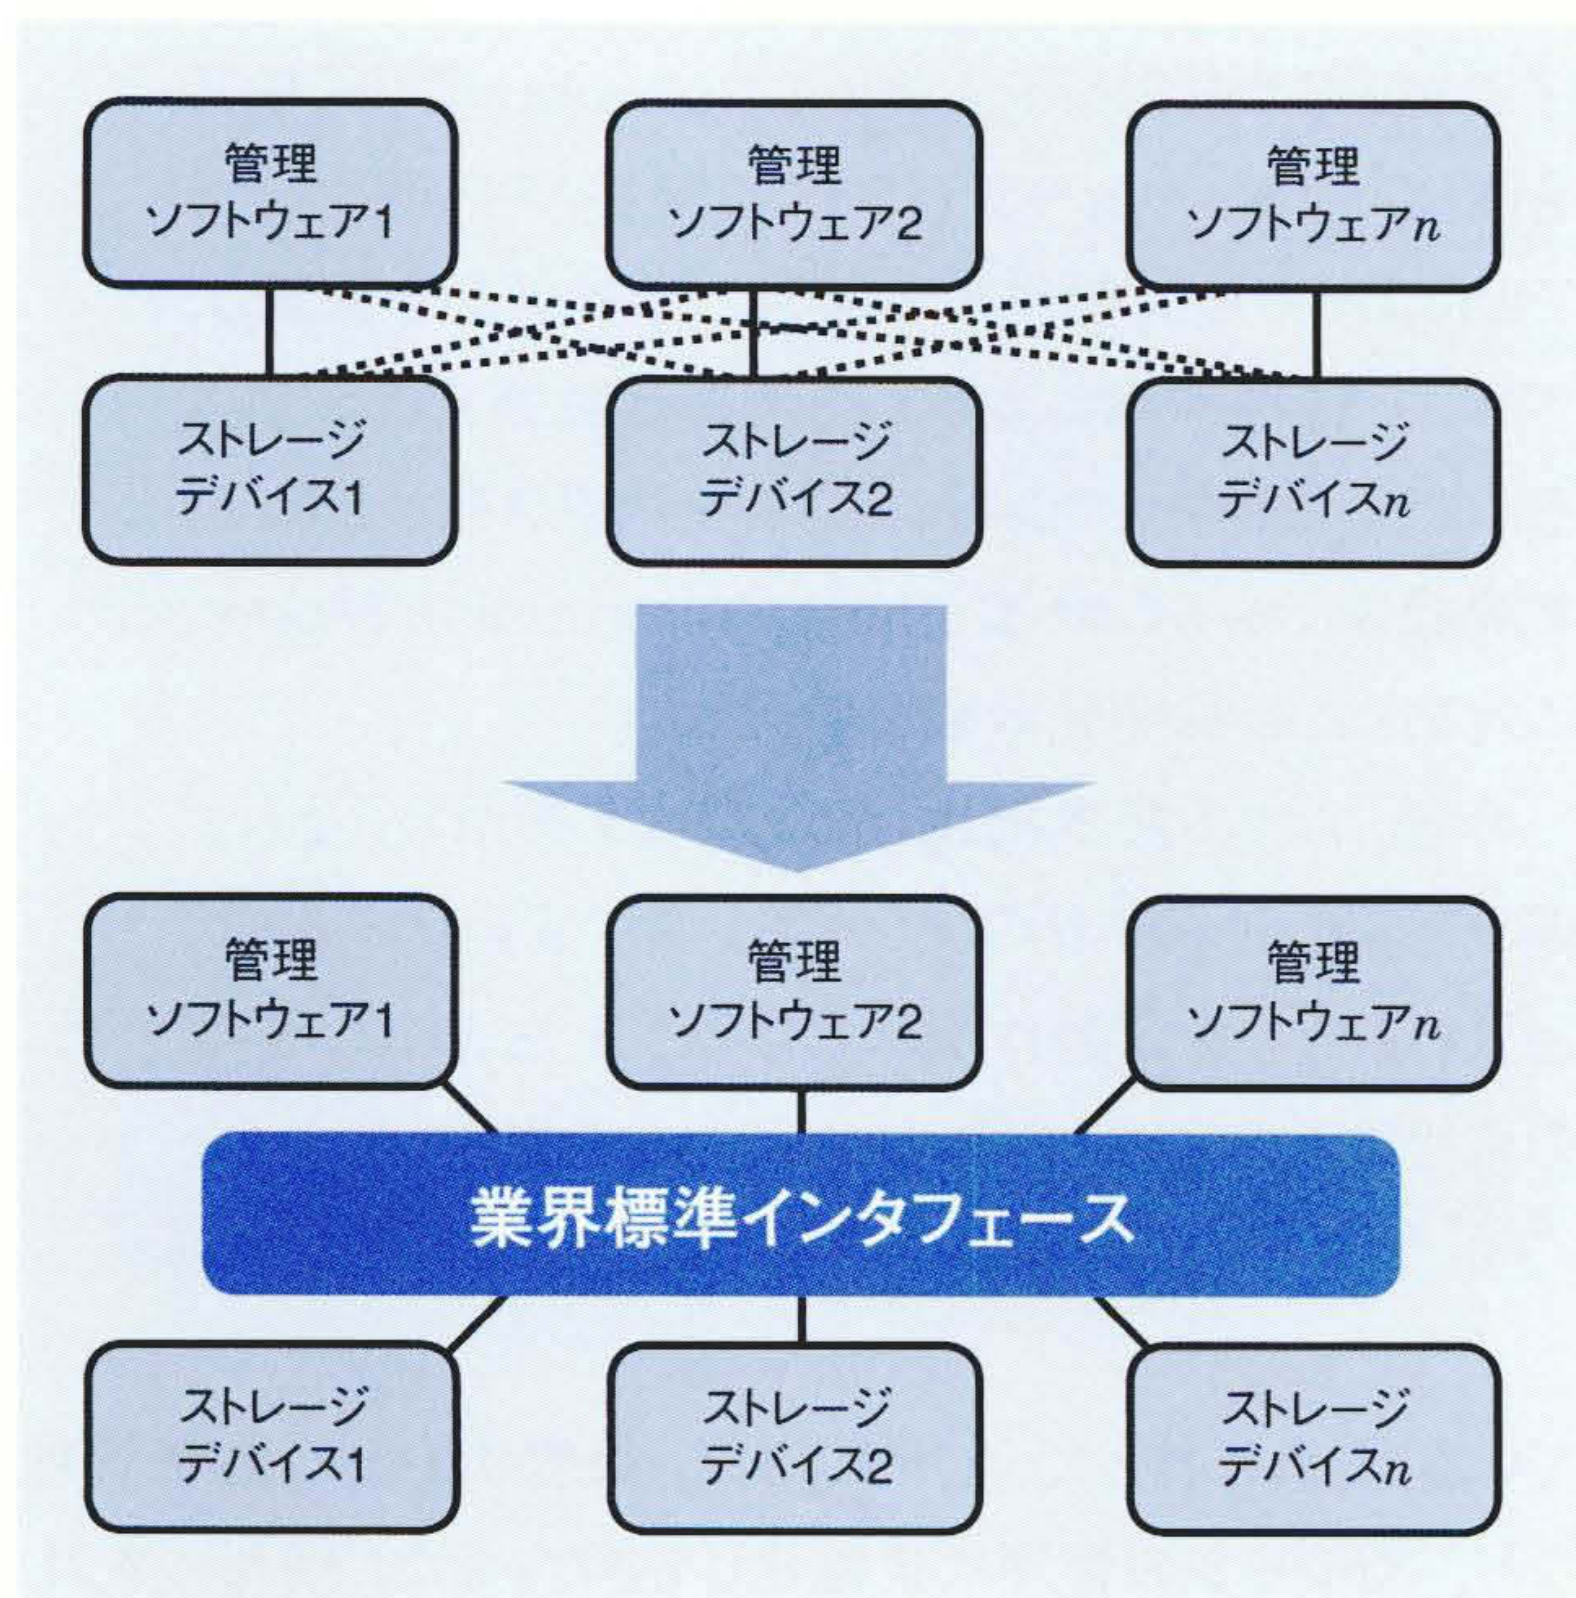 管理
ソフトウェア1
管理
ソフトウェア2
管理
ソフトウェアn
ストレージ
デバイス1
ストレージ
デバイス2
ストレージ
デバイスn
管理
ソフトウェア1
管理
ソフトウェア2
管理
ソフトウェアn
業界標準インタフェース
ストレージ
デバイス1
ストレージ
デバイス2
ストレージ
デバイスn